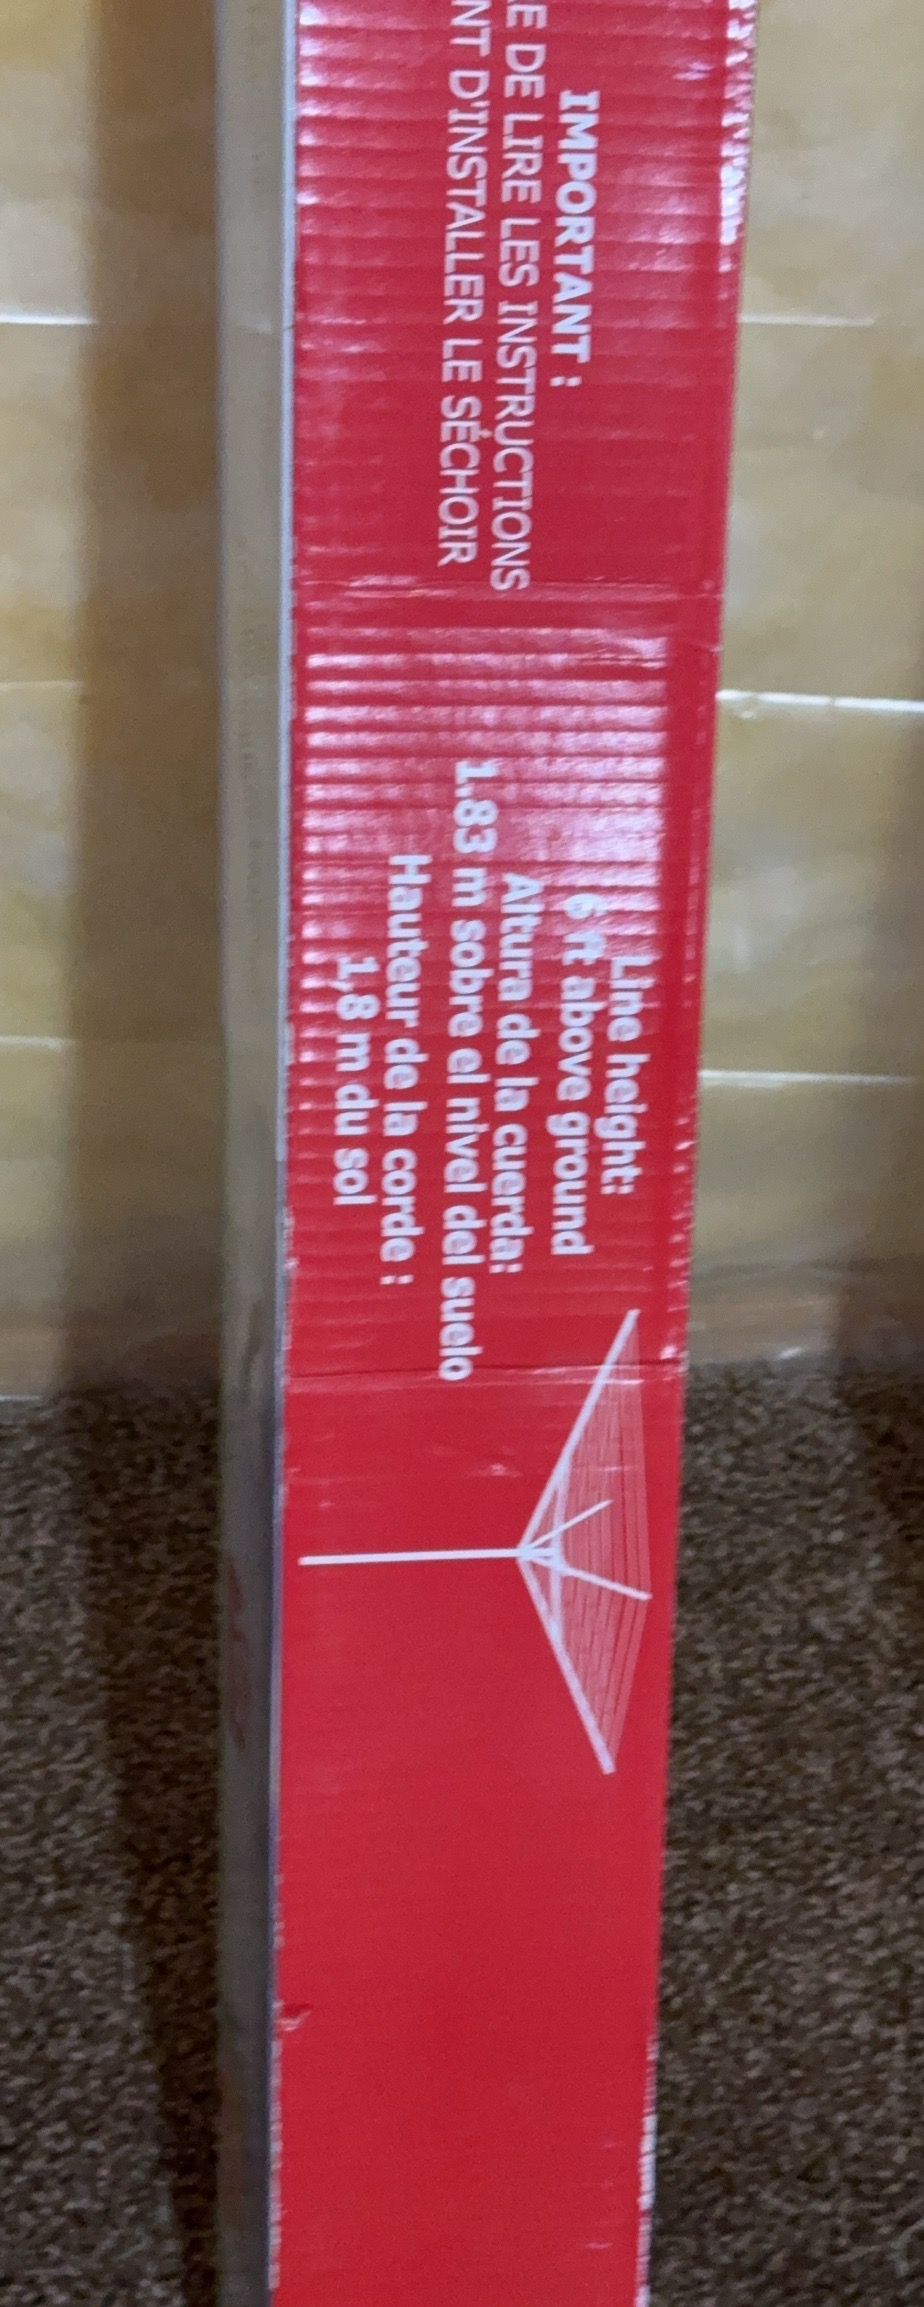 IMPORTANT :
E DE LIRE LES INSTRUCTIONS
NT D'INSTALLER LE SÉCHOIR
Line height:
6 ft above ground
Altura de la cuerda:
1.83 m sobre el nivel del suelo
Hauteur de la corde :
1,8 m du sol